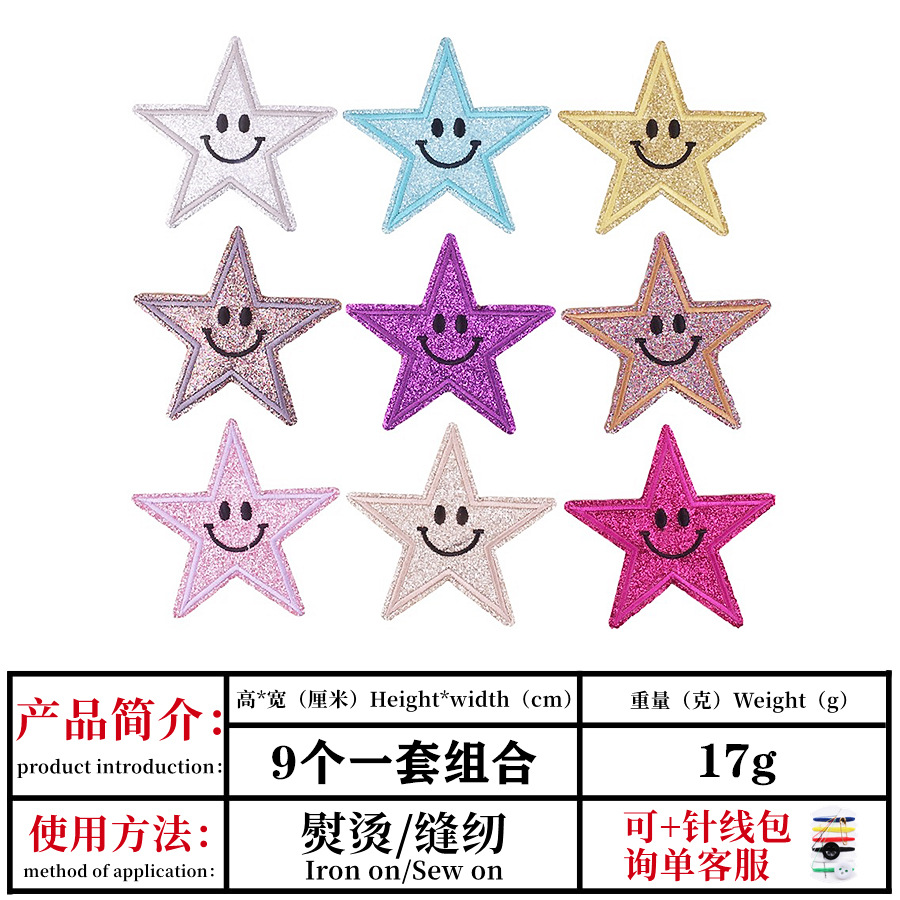 产品简介：
product introduction：
高*宽（厘米）Height*width（cm）
重量（克）Weight（g）
9个一套组合
17g
使用方法：
method of application：
熨烫/缝纫
Iron on/Sew on
可+针线包
询单客服